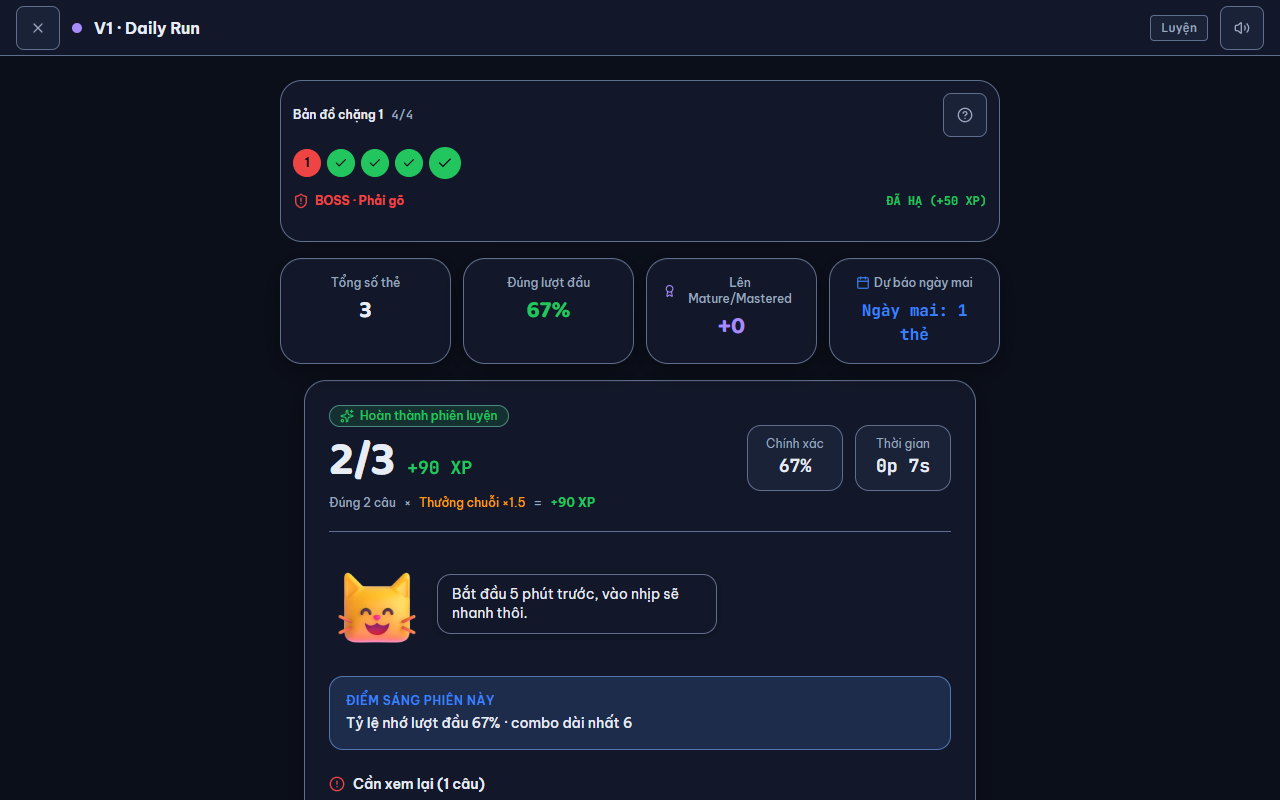 V1 · Daily Run
Luyện
Bản đồ chặng 1 4/4
1
BOSS · Phải gõ
ĐÃ HẠ (+50 XP)
Tổng số thẻ
3
Đúng lượt đầu
67%
Lên
Mature/Mastered
+0
Dự báo ngày mai
Ngày mai: 1
thẻ
Hoàn thành phiên luyện
2/3 +90 XP
Chính xác
67%
Thời gian
0p 7s
Đúng 2 câu × Thưởng chuỗi ×1.5 = +90 XP
Bắt đầu 5 phút trước, vào nhịp sẽ
nhanh thôi.
ĐIỂM SÁNG PHIÊN NÀY
Tỷ lệ nhớ lượt đầu 67% · combo dài nhất 6
Cần xem lại (1 câu)